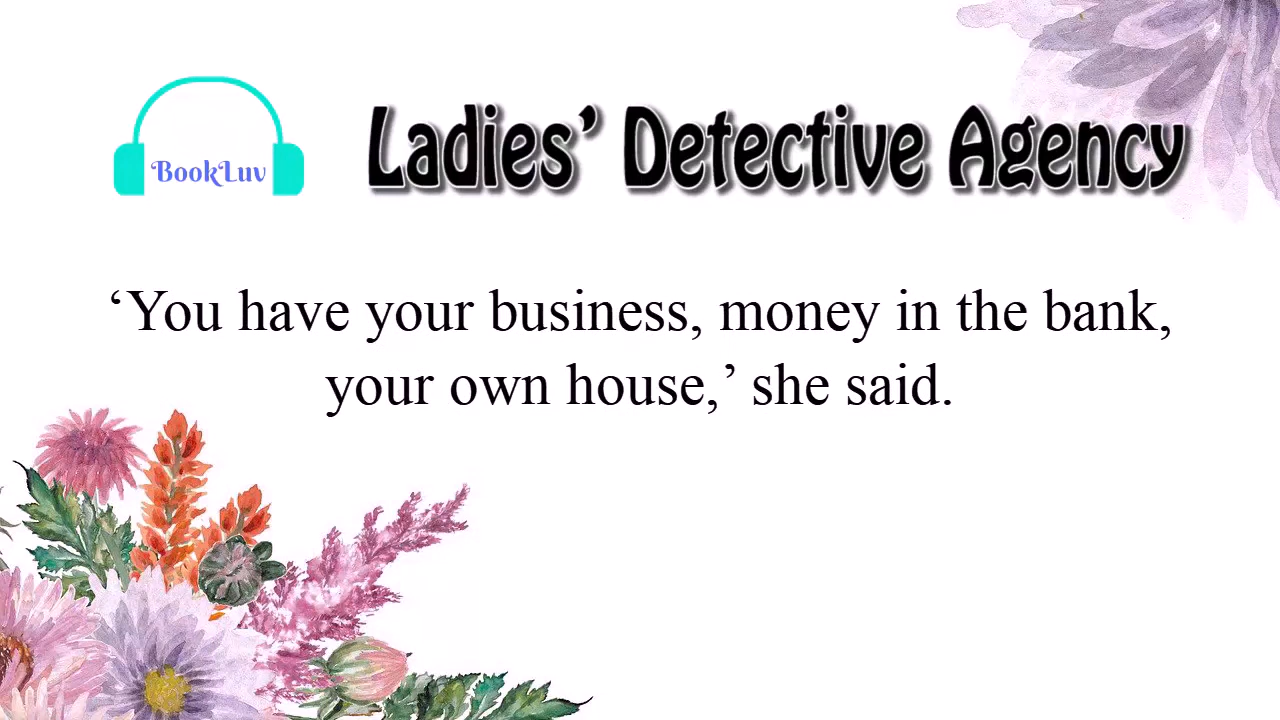 BookLuv
Ladies’ Detective Agency
‘You have your business, money in the bank,
your own house,’ she said.